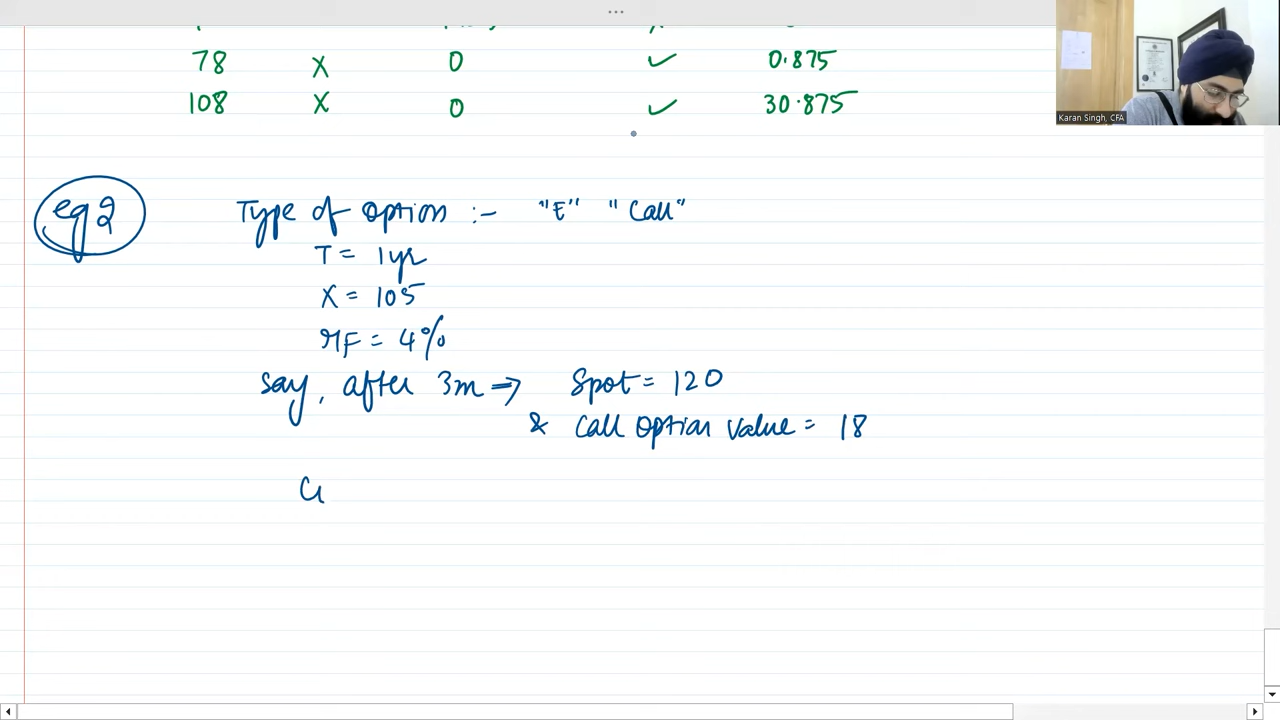 78 X 0 ✓ 0.875
108 X 0 ✓ 30.875
Karan Singh, CFA
eg 2
Type of option :- "E" "Call"
T = 1yr
X = 105
RF = 4%
Say, after 3m ⇒ Spot = 120
& Call option value = 18